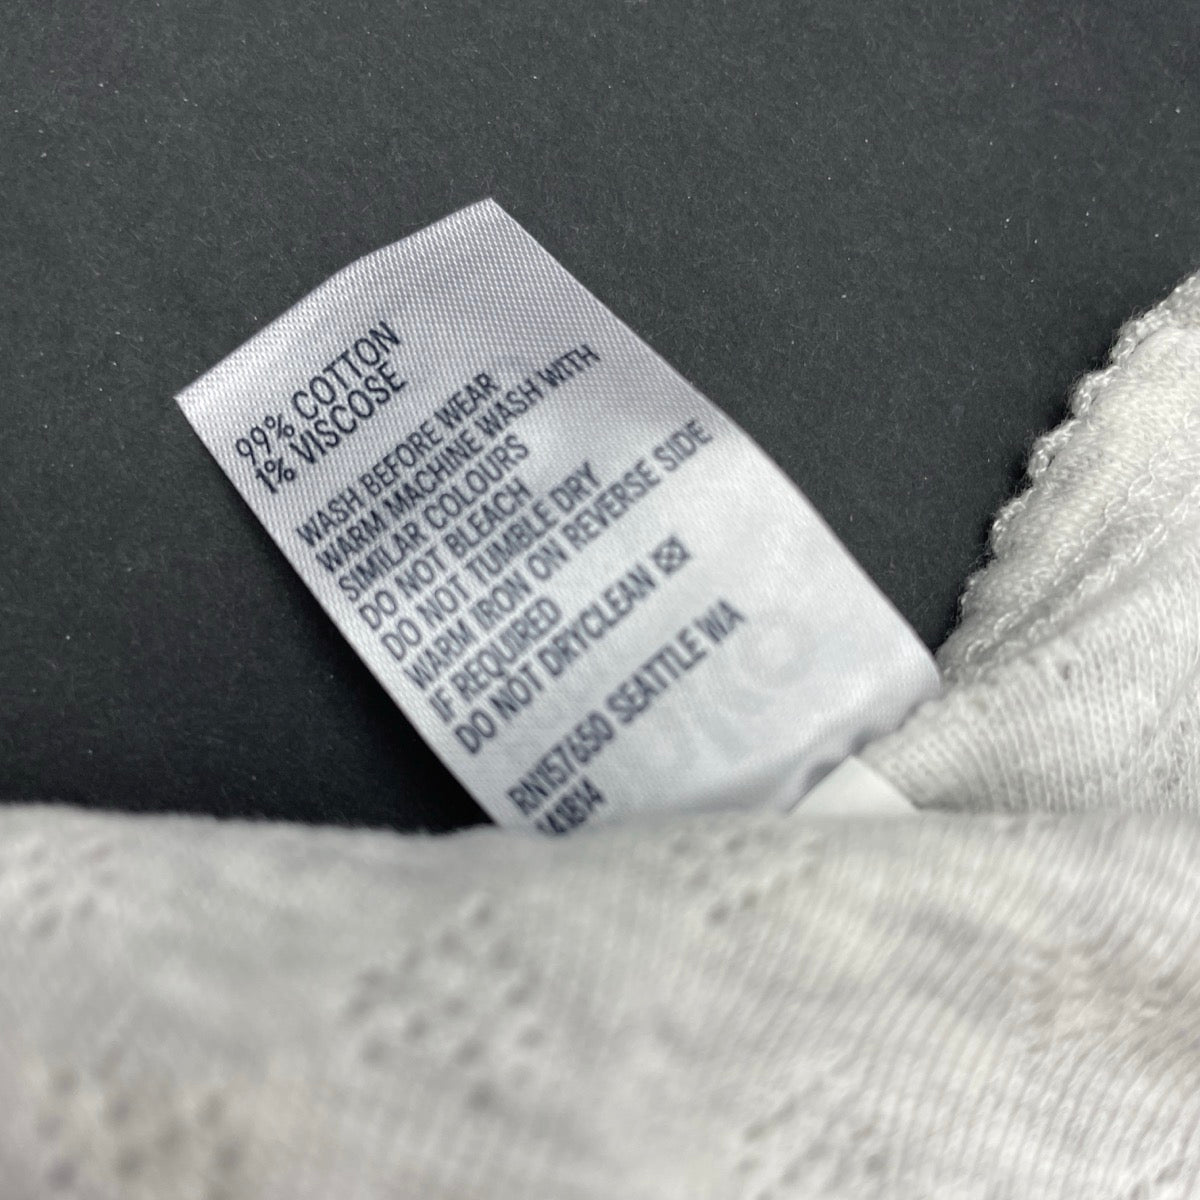 99% COTTON
1% VISCOSE
WASH BEFORE WEAR
WARM MACHINE WASH WITH
SIMILAR COLOURS
DO NOT BLEACH
DO NOT TUMBLE DRY
WARM IRON ON REVERSE SIDE
IF REQUIRED
DO NOT DRYCLEAN
RN157650 SEATTLE WA